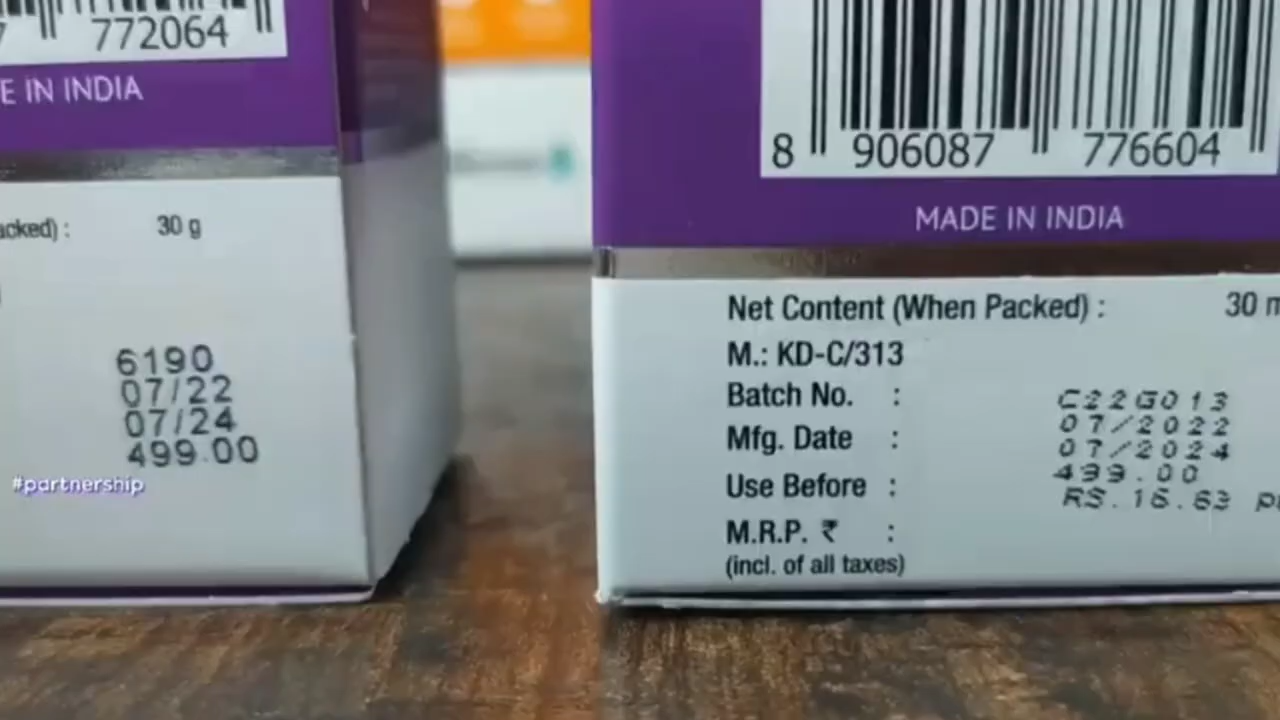 772064
E IN INDIA
acked) : 30 g
6190
07/22
07/24
499.00
#partnership
8 906087 776604
MADE IN INDIA
Net Content (When Packed) : 30
M.: KD-C/313
Batch No. : C22G013
Mfg. Date : 07/2022
Use Before : 07/2024
M.R.P. ₹ : 499.00
RS. 16.63
(incl. of all taxes)